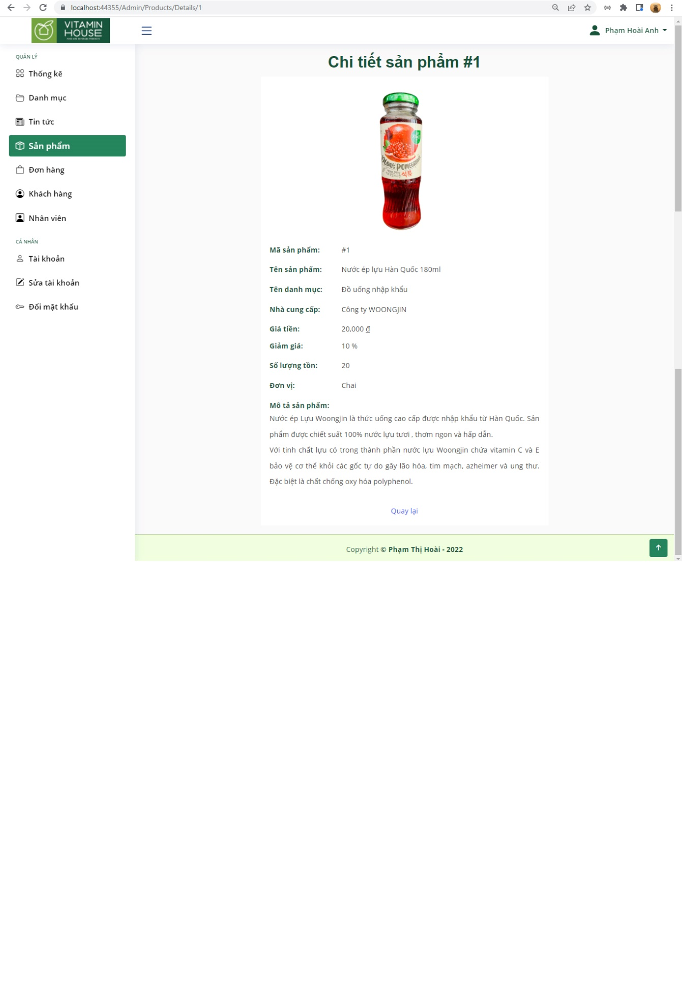 localhost:44355/Admin/Products/Details/1
VITAMIN
HOUSE
FOOD AND BEVERAGE PRODUCTS
Phạm Hoài Anh
QUẢN LÝ
Thống kê
Danh mục
Tin tức
Sản phẩm
Đơn hàng
Khách hàng
Nhân viên
CÁ NHÂN
Tài khoản
Sửa tài khoản
Đổi mật khẩu
Chi tiết sản phẩm #1
POMEGRANATE
석류
Mã sản phẩm: #1
Tên sản phẩm: Nước ép lựu Hàn Quốc 180ml
Tên danh mục: Đồ uống nhập khẩu
Nhà cung cấp: Công ty WOONGJIN
Giá tiền: 20,000 đ
Giảm giá: 10 %
Số lượng tồn: 20
Đơn vị: Chai
Mô tả sản phẩm:
Nước ép Lựu Woongjin là thức uống cao cấp được nhập khẩu từ Hàn Quốc. Sản
phẩm được chiết suất 100% nước lựu tươi , thơm ngon và hấp dẫn.
Với tinh chất lựu có trong thành phần nước lựu Woongjin chứa vitamin C và E
bảo vệ cơ thể khỏi các gốc tự do gây lão hóa, tim mạch, azheimer và ung thư.
Đặc biệt là chất chống oxy hóa polyphenol.
Quay lại
Copyright © Phạm Thị Hoài - 2022